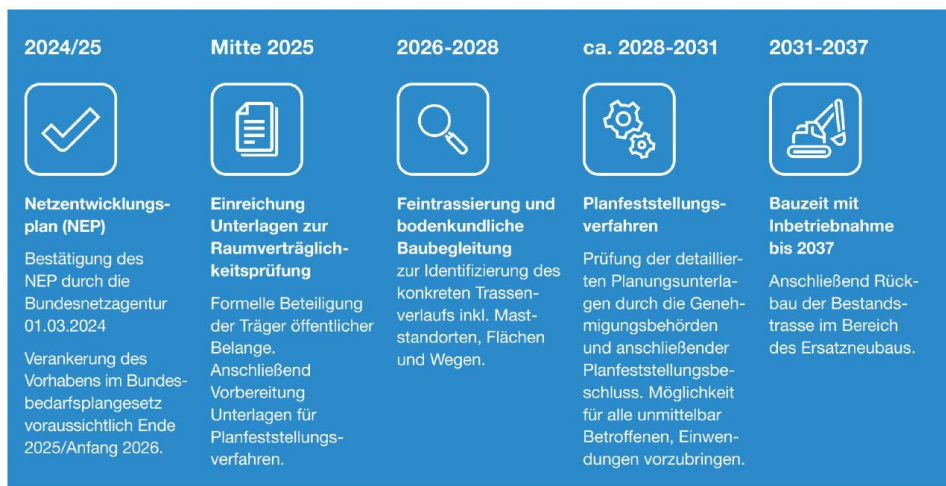 2024/25
Netzentwicklungs-
plan (NEP)
Bestätigung des
NEP durch die
Bundesnetzagentur
01.03.2024
Verankerung des
Vorhabens im Bundes-
bedarfsplangesetz
voraussichtlich Ende
2025/Anfang 2026.
Mitte 2025
Einreichung
Unterlagen zur
Raumverträglich-
keitsprüfung
Formelle Beteiligung
der Träger öffentlicher
Belange.
Anschließend
Vorbereitung
Unterlagen für
Planfeststellungs-
verfahren.
2026-2028
Feintrassierung und
bodenkundliche
Baubegleitung
zur Identifizierung des
konkreten Trassen-
verlaufs inkl. Mast-
standorten, Flächen
und Wegen.
ca. 2028-2031
Planfeststellungs-
verfahren
Prüfung der detaillier-
ten Planungsunterla-
gen durch die Geneh-
migungsbehörden
und anschließender
Planfeststellungsbe-
schluss. Möglichkeit
für alle unmittelbar
Betroffenen, Einwen-
dungen vorzubringen.
2031-2037
Bauzeit mit
Inbetriebnahme
bis 2037
Anschließend Rück-
bau der Bestands-
trasse im Bereich
des Ersatzneubaus.